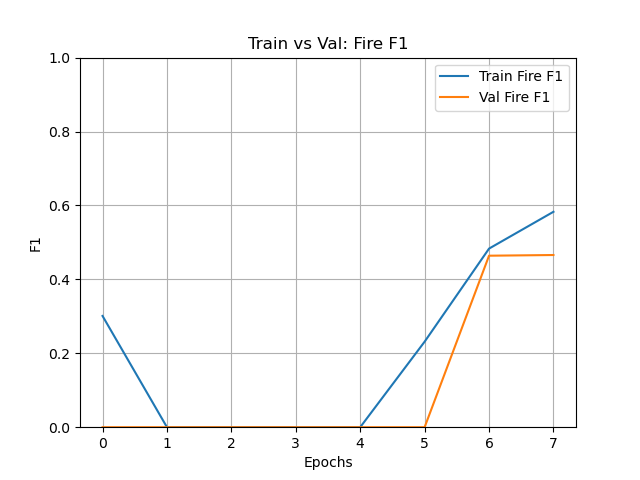 Train vs Val: Fire F1
Train Fire F1
Val Fire F1
1.0
0.8
0.6
0.4
0.2
0.0
F1
0 1 2 3 4 5 6 7
Epochs